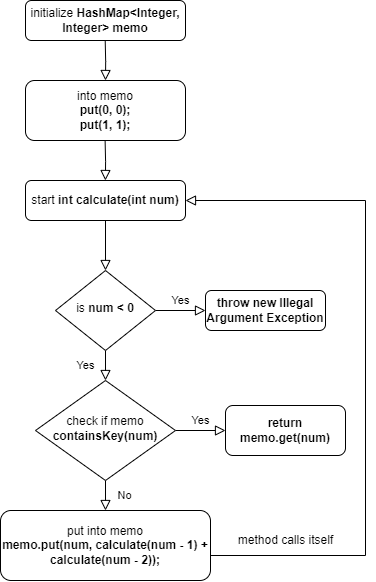 initialize HashMap<Integer,
Integer> memo
into memo
put(0, 0);
put(1, 1);
start int calculate(int num)
is num < 0
Yes
throw new Illegal
Argument Exception
Yes
check if memo
containsKey(num)
Yes
return
memo.get(num)
No
put into memo
memo.put(num, calculate(num - 1) +
calculate(num - 2));
method calls itself